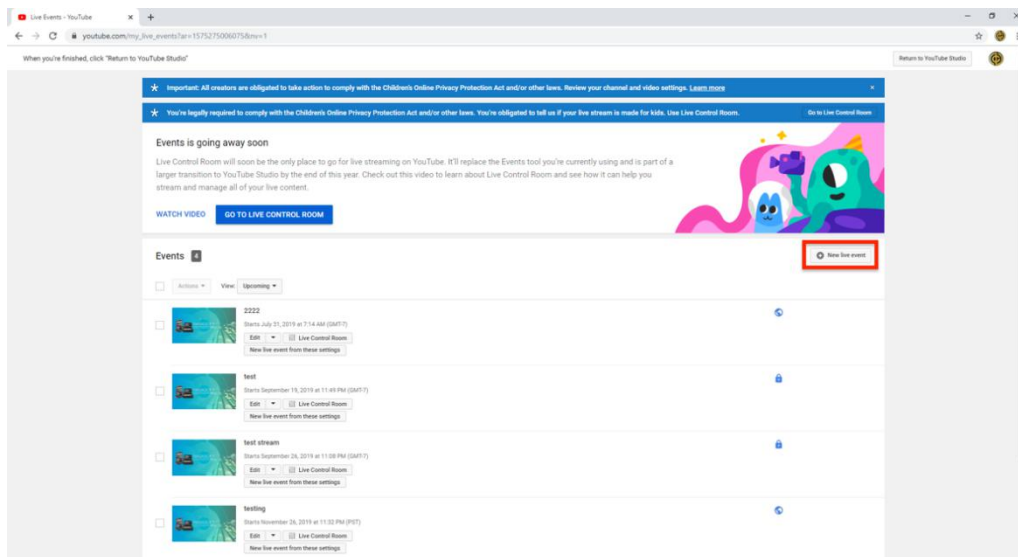 Live Events - YouTube
youtube.com/my_live_events?ar=1575275006075&nv=1
When you're finished, click "Return to YouTube Studio"
Return to YouTube Studio
Important: All creators are obligated to take action to comply with the Children's Online Privacy Protection Act and/or other laws. Review your channel and video settings. Learn more
You're legally required to comply with the Children's Online Privacy Protection Act and/or other laws. You're obligated to tell us if your live stream is made for kids. Use Live Control Room.
Go to Live Control Room
Events is going away soon
Live Control Room will soon be the only place to go for live streaming on YouTube. It'll replace the Events tool you're currently using and is part of a
larger transition to YouTube Studio by the end of this year. Check out this video to learn about Live Control Room and see how it can help you
stream and manage all of your live content.
WATCH VIDEO GO TO LIVE CONTROL ROOM
Events 4
New live event
Actions View: Upcoming
2222
Starts July 31, 2019 at 7:14 AM (GMT-7)
Edit Live Control Room
New live event from these settings
test
Starts September 19, 2019 at 11:49 PM (GMT-7)
Edit Live Control Room
New live event from these settings
test stream
Starts September 26, 2019 at 11:08 PM (GMT-7)
Edit Live Control Room
New live event from these settings
testing
Starts November 26, 2019 at 11:32 PM (PST)
Edit Live Control Room
New live event from these settings